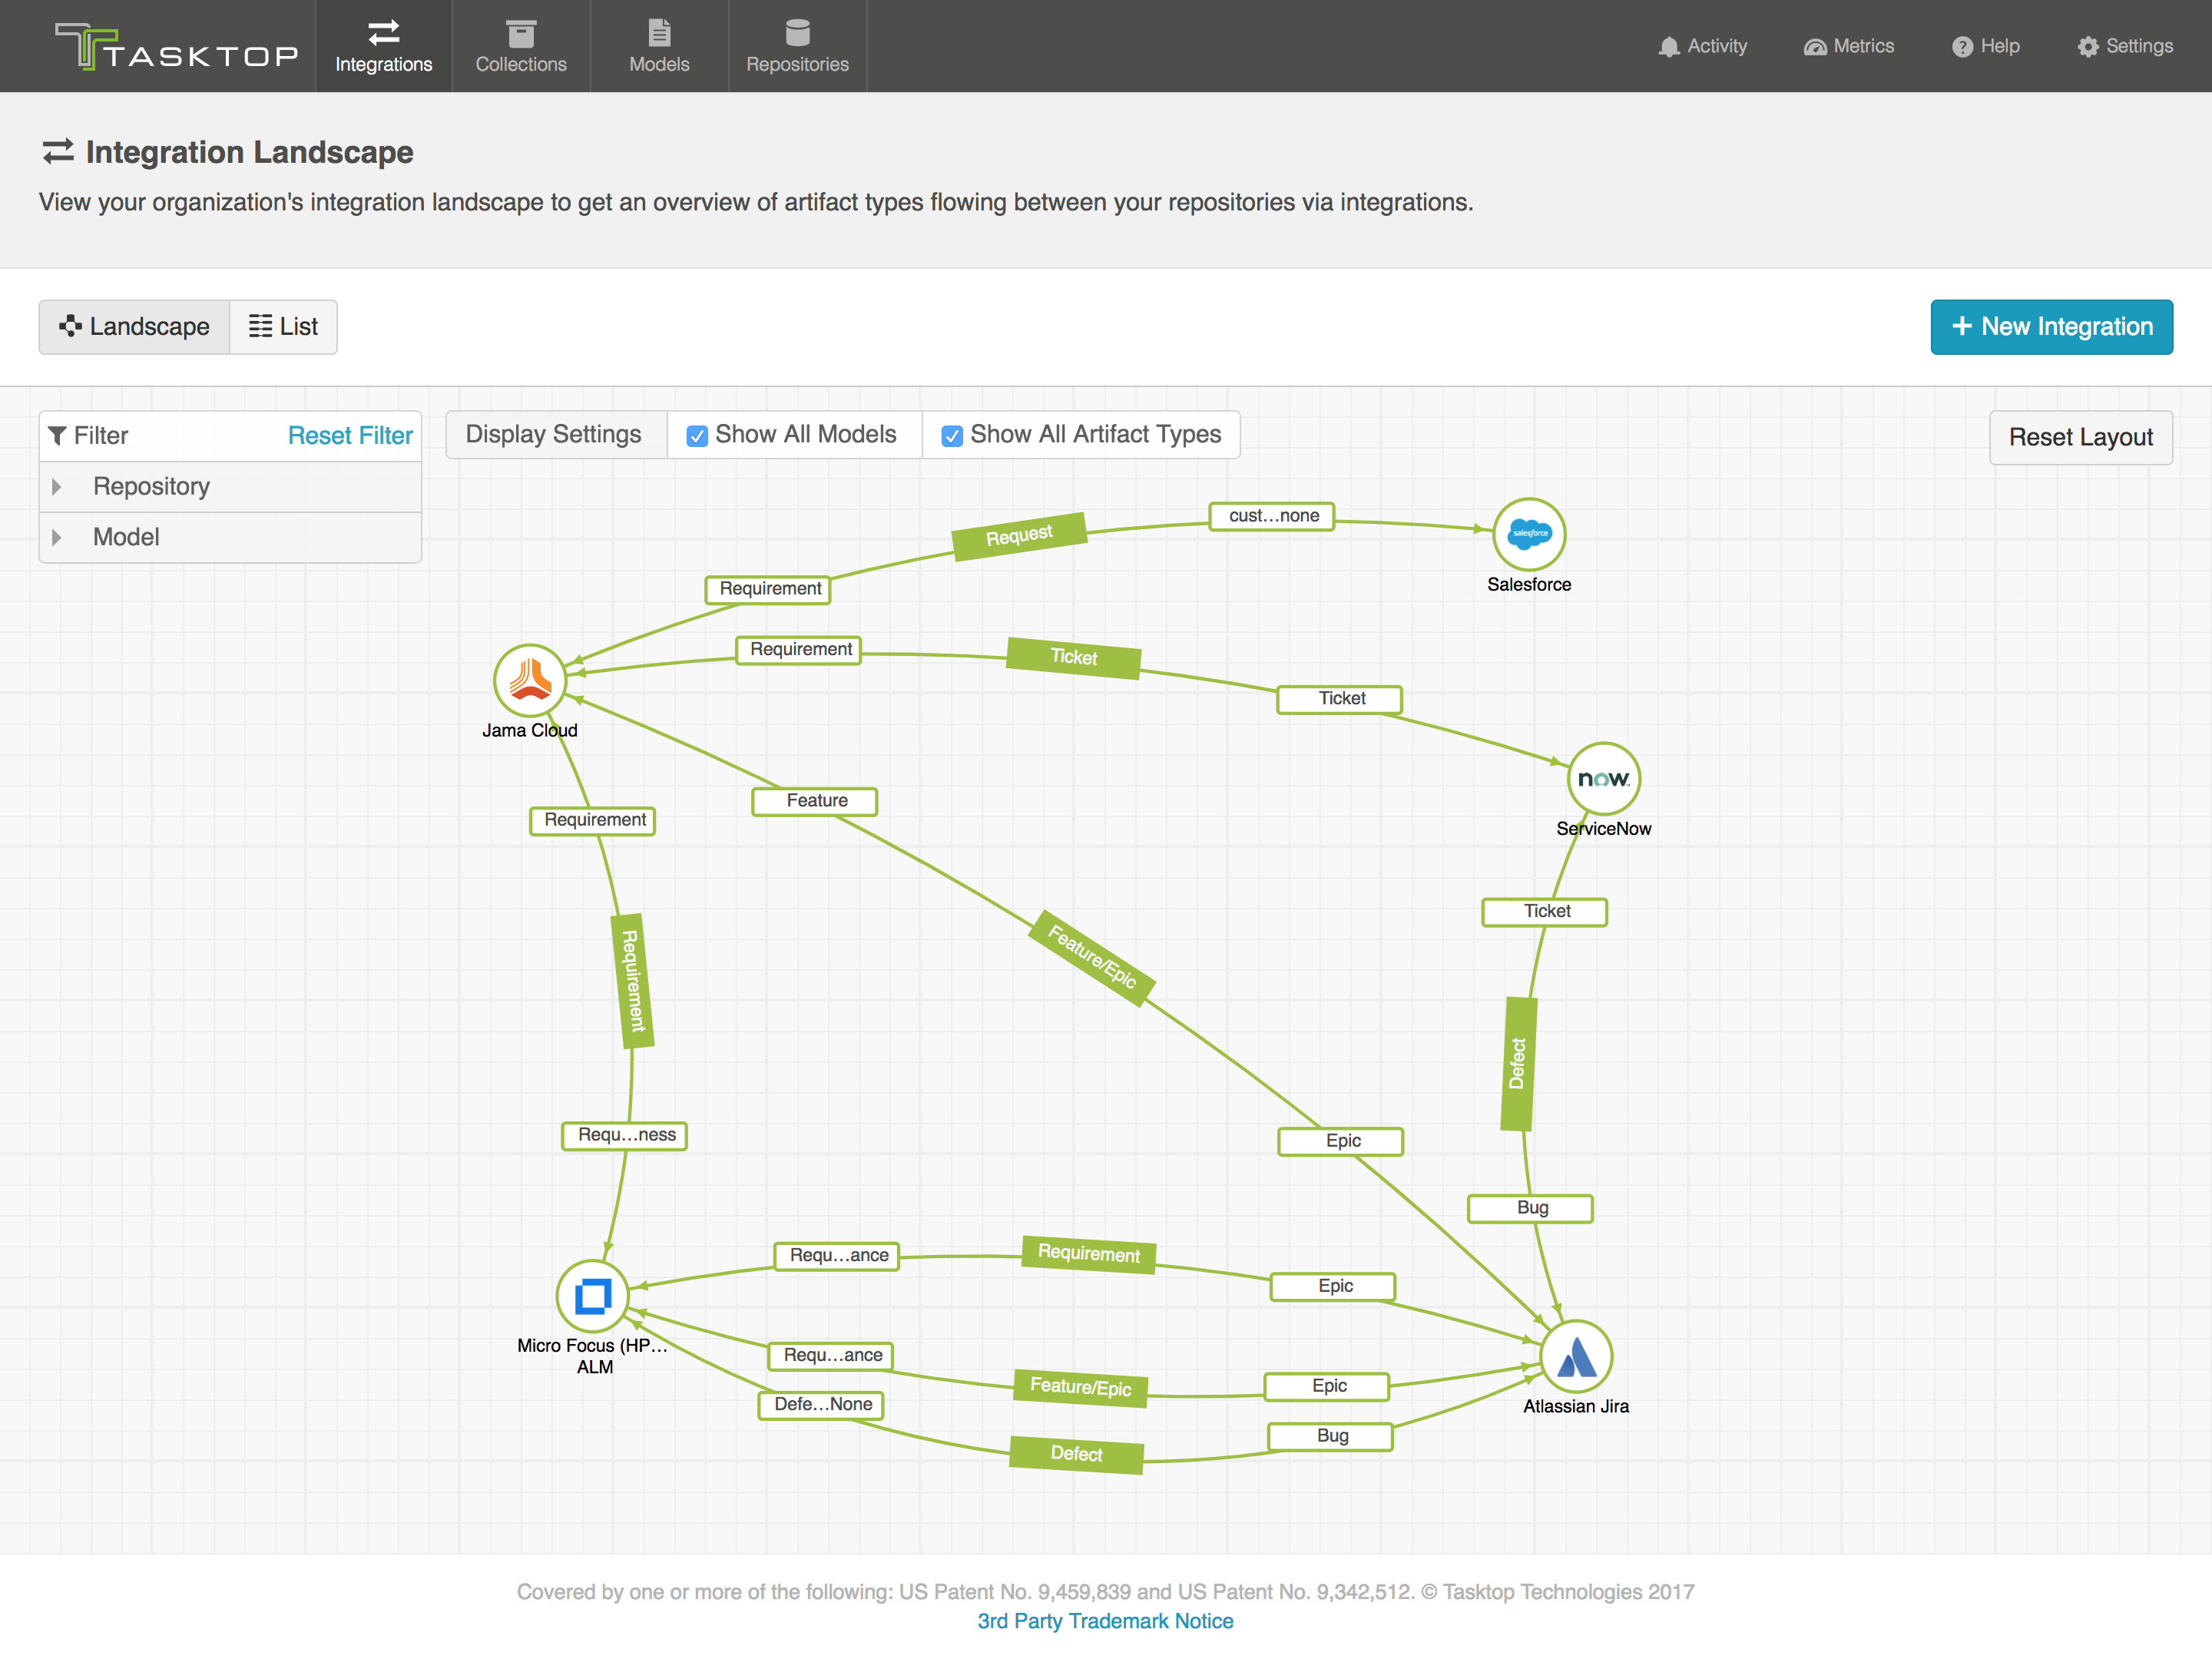 TASKTOP
Integrations
Collections
Models
Repositories
Activity
Metrics
Help
Settings
Integration Landscape
View your organization's integration landscape to get an overview of artifact types flowing between your repositories via integrations.
Landscape
List
New Integration
Filter
Reset Filter
Repository
Model
Display Settings
Show All Models
Show All Artifact Types
Reset Layout
cust...none
Request
salesforce
Salesforce
Requirement
Requirement
Ticket
Ticket
Jama Cloud
now
ServiceNow
Feature
Requirement
Ticket
Feature/Epic
Requirement
Defect
Requ...ness
Epic
Bug
Requ...ance
Requirement
Epic
Micro Focus (HP...
ALM
Requ...ance
Feature/Epic
Epic
Atlassian Jira
Defe...None
Defect
Bug
Covered by one or more of the following: US Patent No. 9,459,839 and US Patent No. 9,342,512. © Tasktop Technologies 2017
3rd Party Trademark Notice